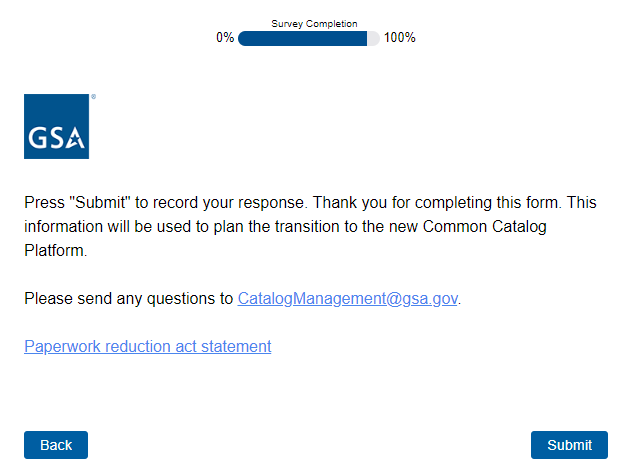 Survey Completion
0% 100%
GSA
®
Press "Submit" to record your response. Thank you for completing this form. This
information will be used to plan the transition to the new Common Catalog
Platform.
Please send any questions to CatalogManagement@gsa.gov.
Paperwork reduction act statement
Back Submit